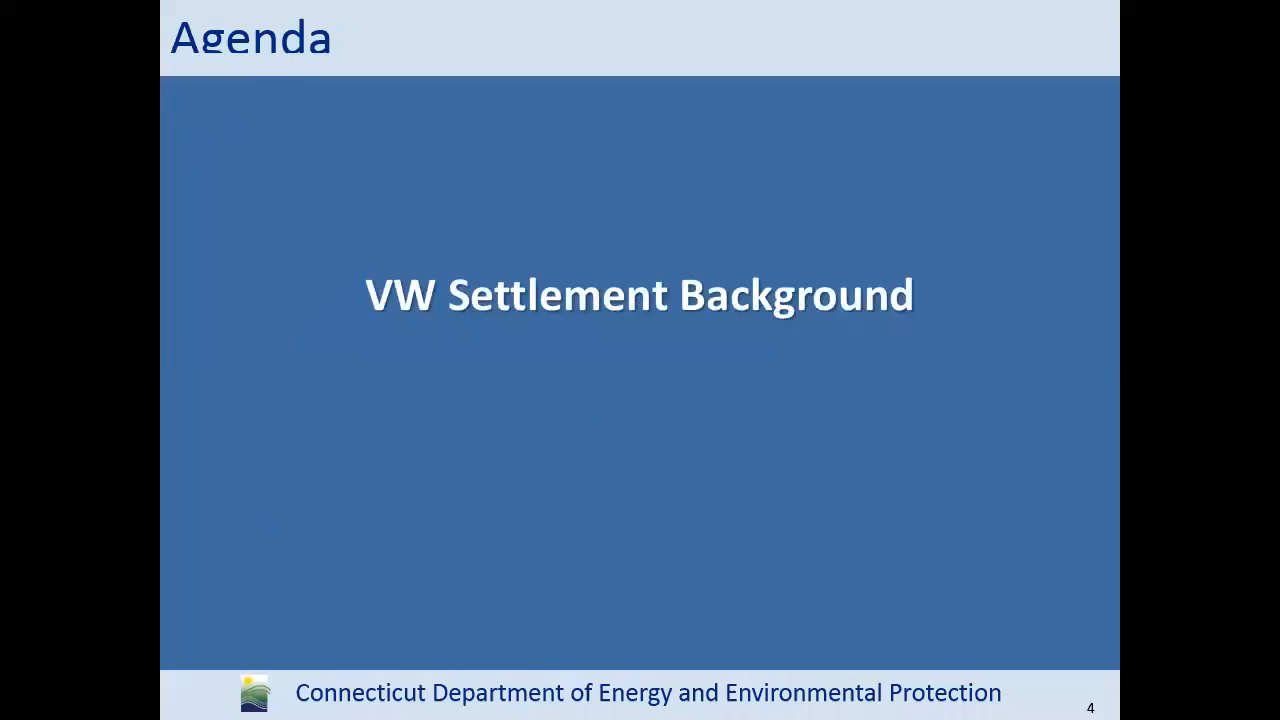 Agenda
VW Settlement Background
Connecticut Department of Energy and Environmental Protection
4